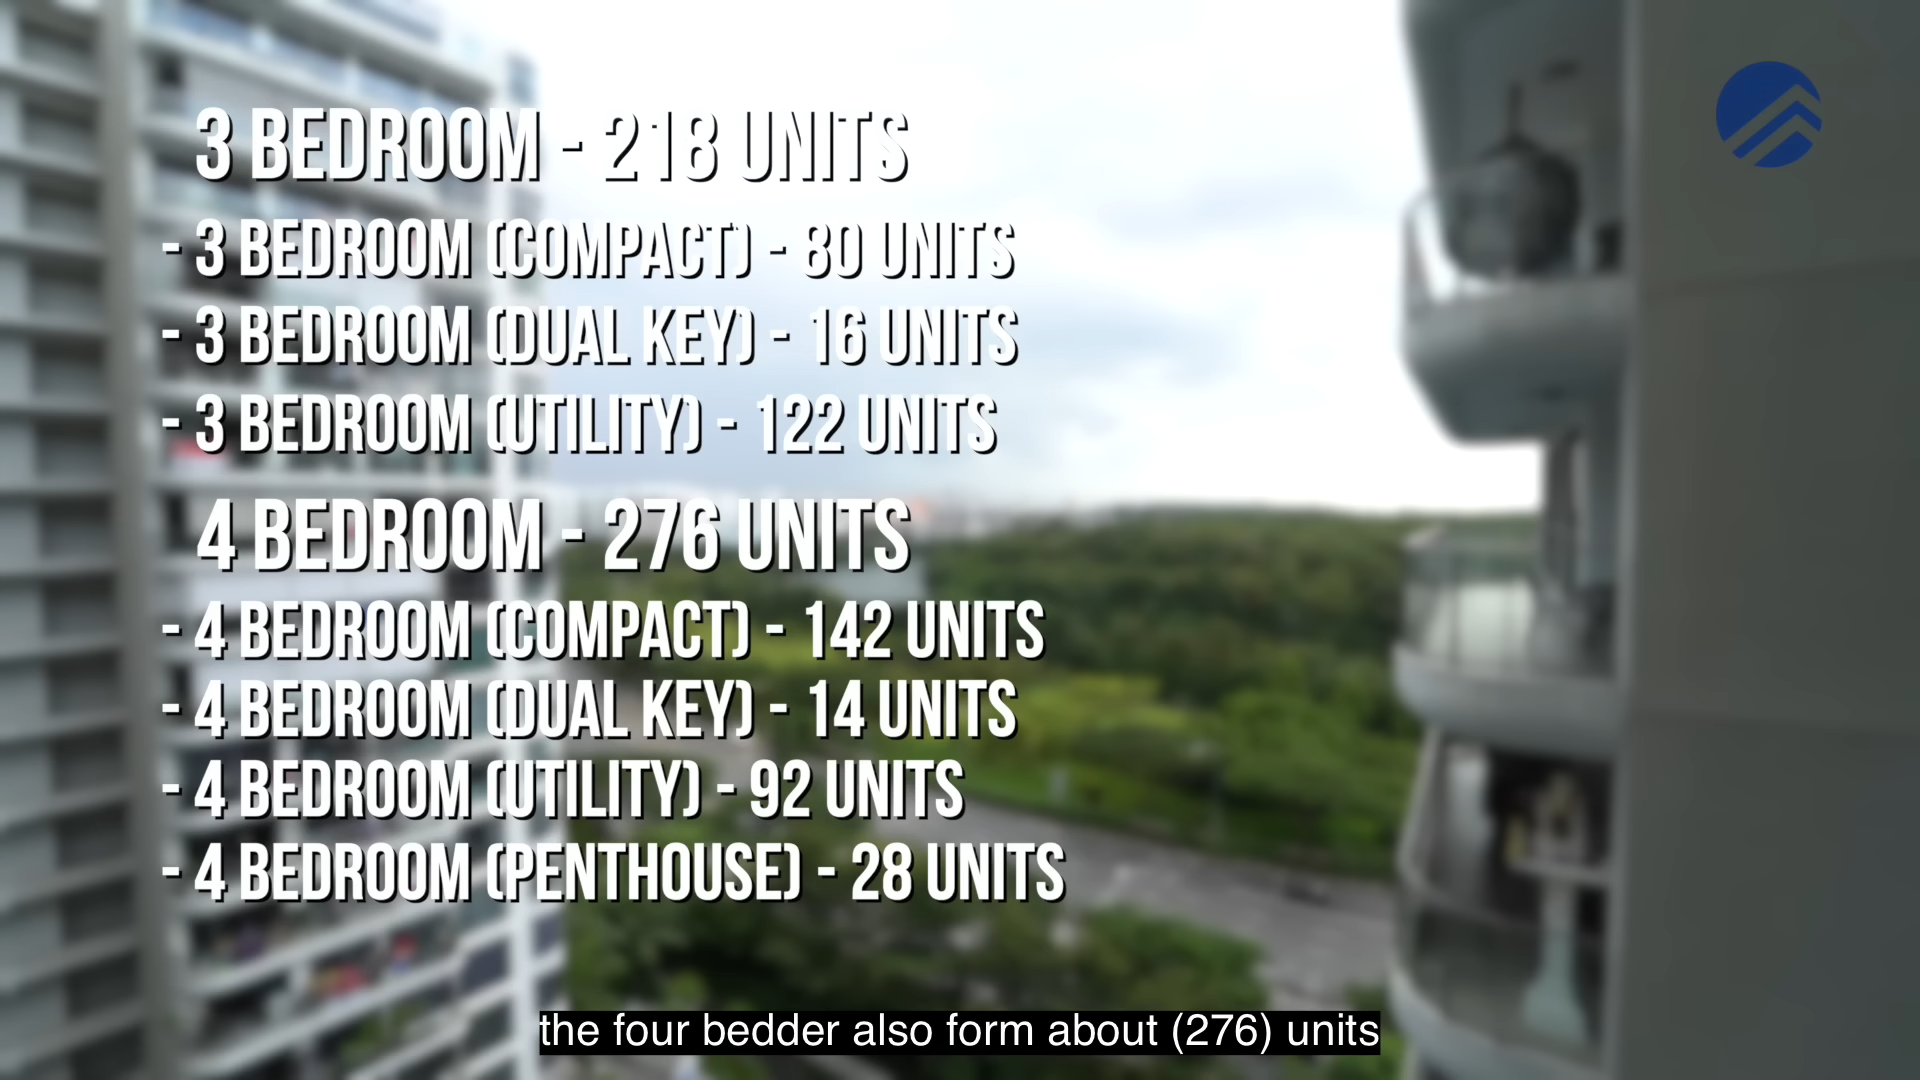 3 BEDROOM - 218 UNITS
- 3 BEDROOM (COMPACT) - 80 UNITS
- 3 BEDROOM (DUAL KEY) - 16 UNITS
- 3 BEDROOM (UTILITY) - 122 UNITS
4 BEDROOM - 276 UNITS
- 4 BEDROOM (COMPACT) - 142 UNITS
- 4 BEDROOM (DUAL KEY) - 14 UNITS
- 4 BEDROOM (UTILITY) - 92 UNITS
- 4 BEDROOM (PENTHOUSE) - 28 UNITS
the four bedder also form about (276) units